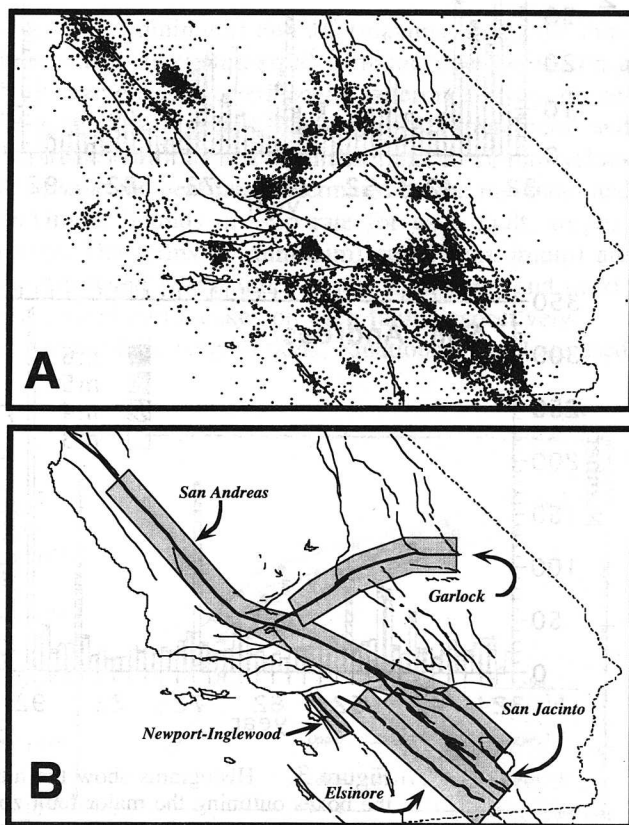 A
San Andreas
Garlock
San Jacinto
Newport-Inglewood
Elsinore
B